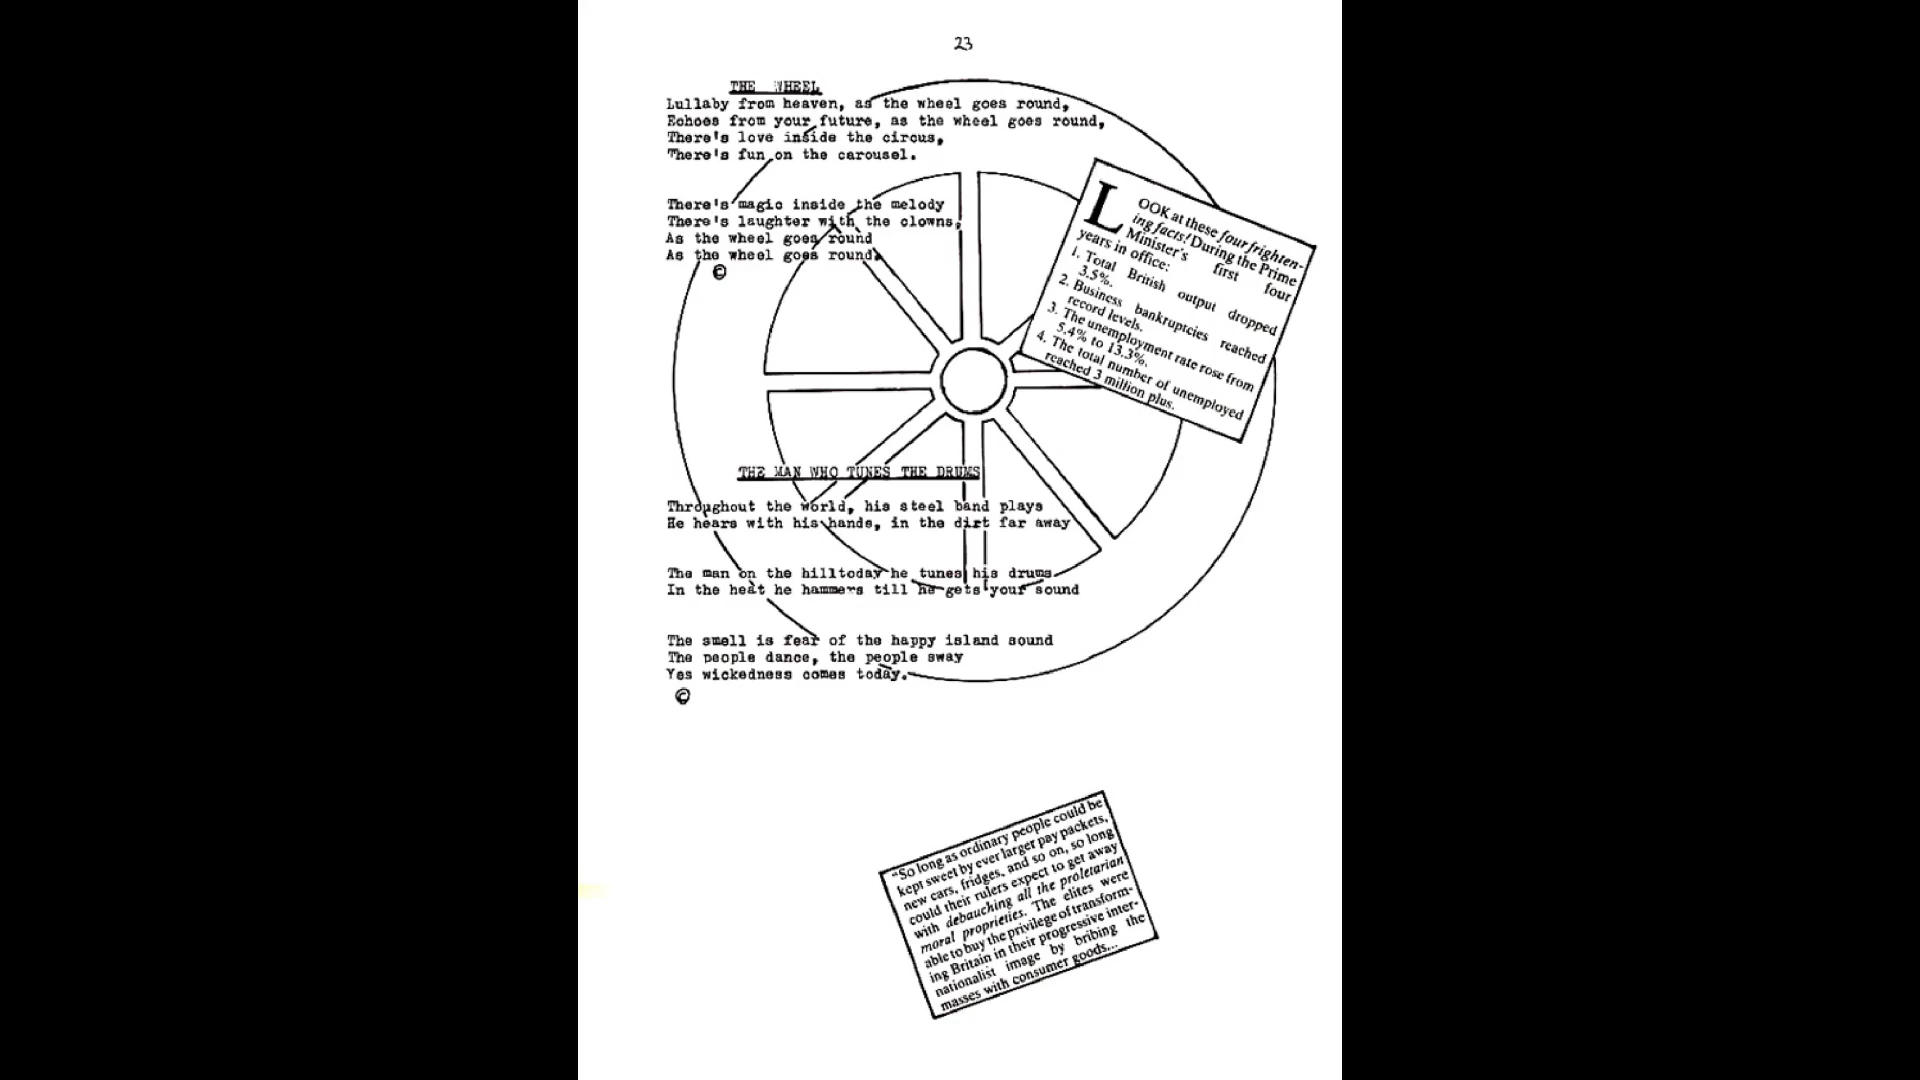 23
THE WHEEL
Lullaby from heaven, as the wheel goes round,
Echoes from your future, as the wheel goes round,
There's love inside the circus,
There's fun on the carousel.
There's magic inside the melody
There's laughter with the clowns,
As the wheel goes round
As the wheel goes round.
©
LOOK at these four frighten-
ing facts! During the Prime
Minister's first four
years in office:
1. Total British output dropped
3.5%.
2. Business bankruptcies reached
record levels.
3. The unemployment rate rose from
5.4% to 13.3%.
4. The total number of unemployed
reached 3 million plus.
THE MAN WHO TUNES THE DRUMS
Throughout the world, his steel band plays
He hears with his hands, in the dirt far away
The man on the hilltoday he tunes his drums
In the heat he hammers till he gets your sound
The smell is fear of the happy island sound
The people dance, the people sway
Yes wickedness comes today.
©
"So long as ordinary people could be
kept sweet by ever larger pay packets,
new cars, fridges, and so on, so long
could their rulers expect to get away
with debauching all the proletarian
moral proprieties. The elites were
able to buy the privilege of transform-
ing Britain in their progressive inter-
nationalist image by bribing the
masses with consumer goods...